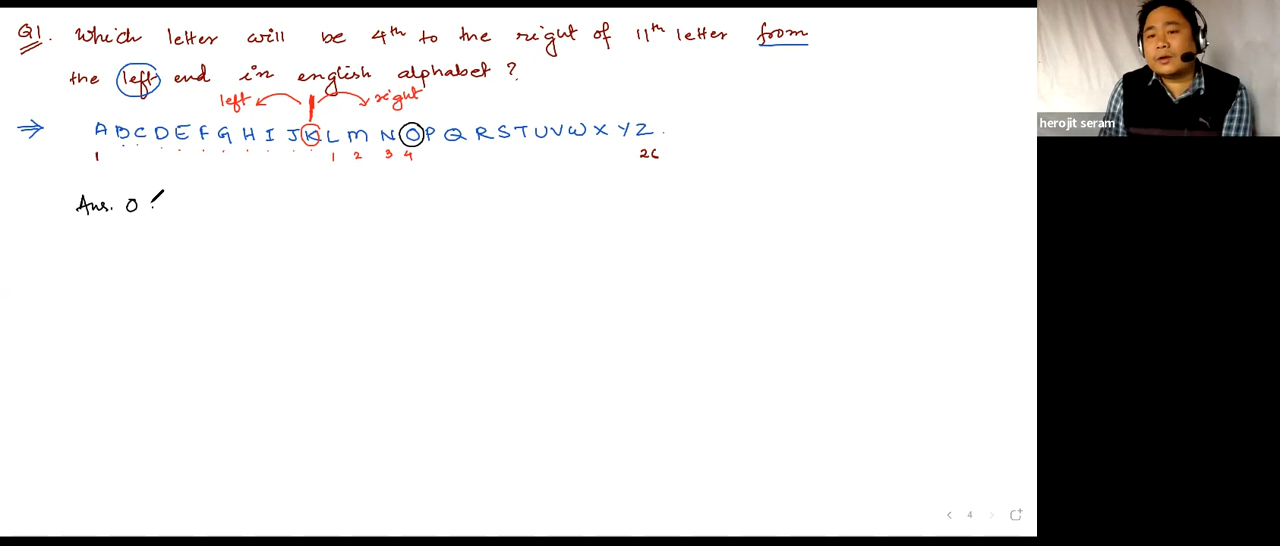 Q1. Which letter will be 4th to the right of 11th letter from
the left end in english alphabet ?
left right
⇒ A B C D E F G H I J K L M N O P Q R S T U V W X Y Z .
1 1 2 3 4 26
Ans. O
herojit seram
4